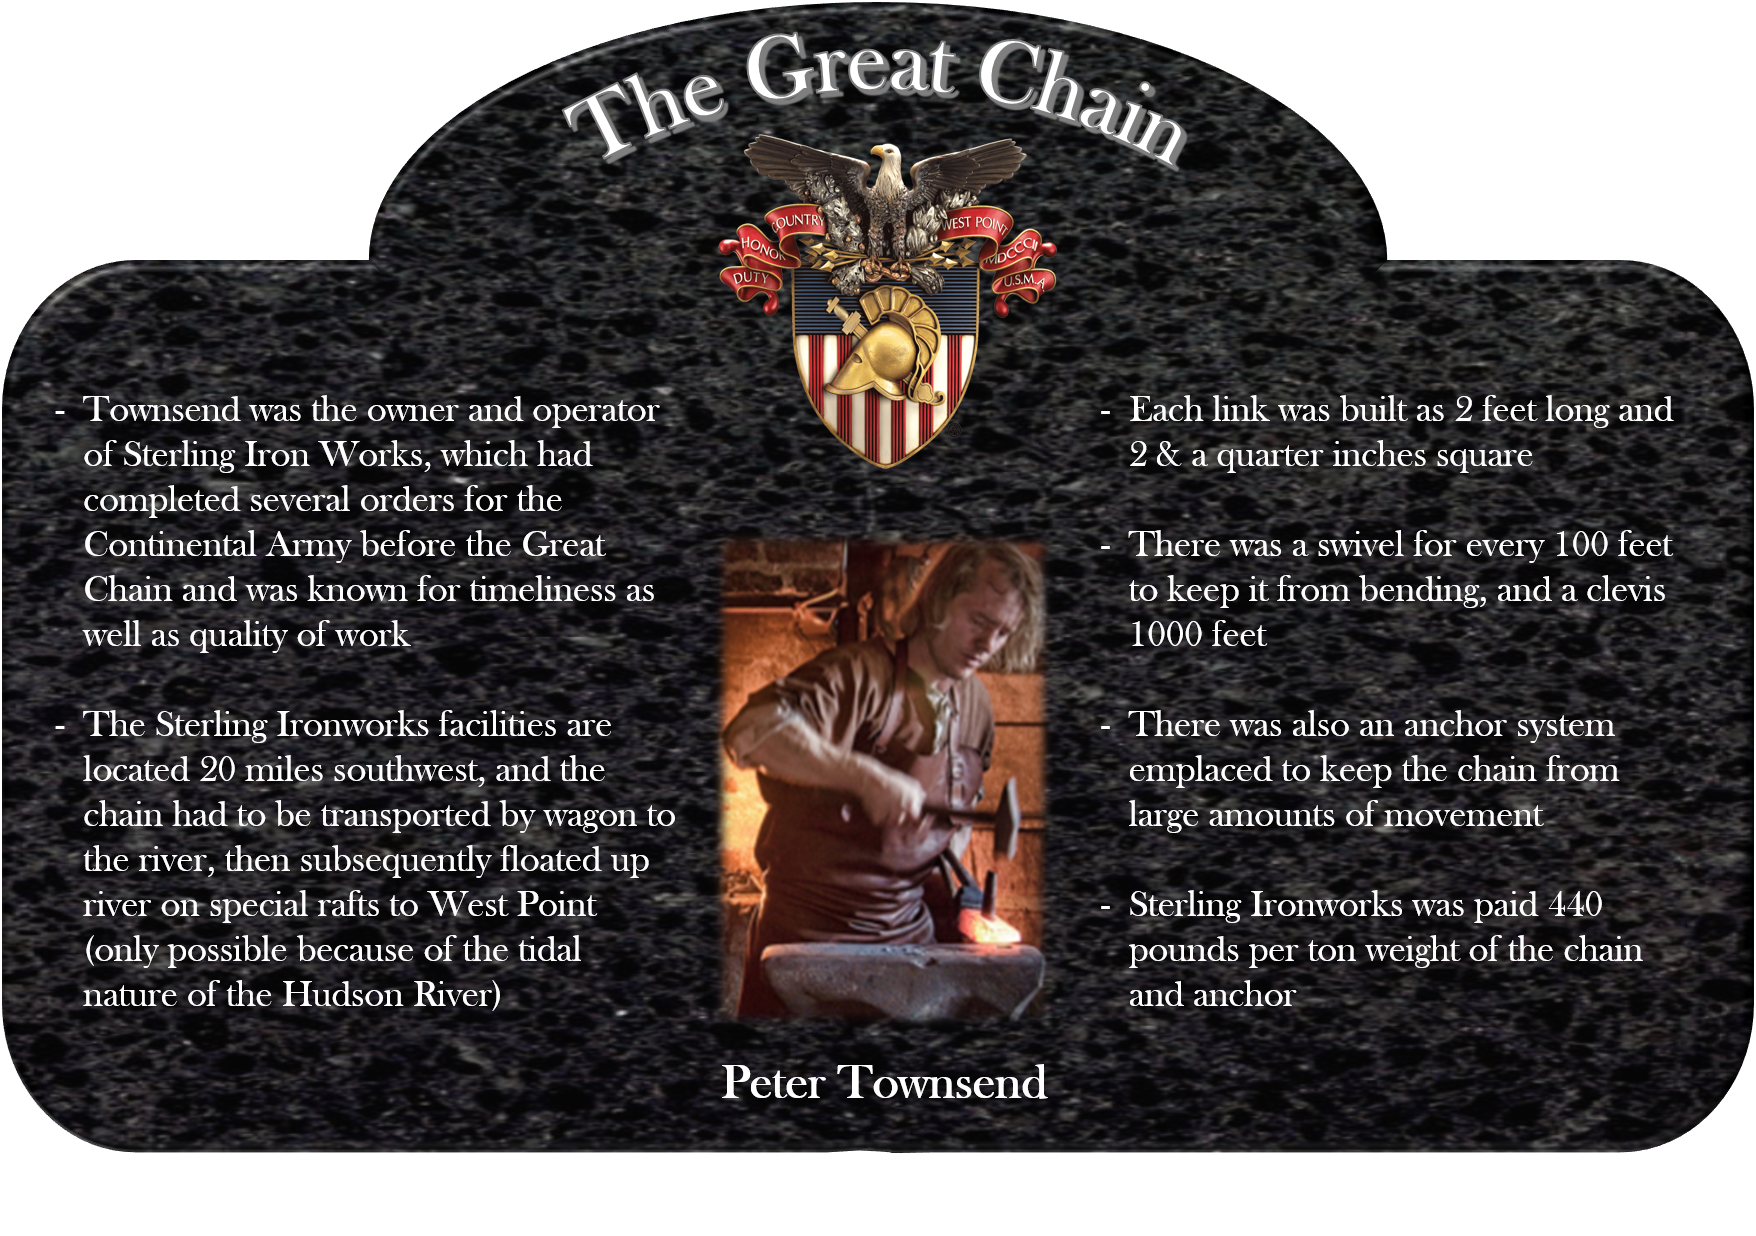 The Great Chain
COUNTRY
HONOR
DUTY
WEST POINT
MDCCCII
U.S.M.A.
- Townsend was the owner and operator
of Sterling Iron Works, which had
completed several orders for the
Continental Army before the Great
Chain and was known for timeliness as
well as quality of work
- The Sterling Ironworks facilities are
located 20 miles southwest, and the
chain had to be transported by wagon to
the river, then subsequently floated up
river on special rafts to West Point
(only possible because of the tidal
nature of the Hudson River)
- Each link was built as 2 feet long and
2 & a quarter inches square
- There was a swivel for every 100 feet
to keep it from bending, and a clevis
1000 feet
- There was also an anchor system
emplaced to keep the chain from
large amounts of movement
- Sterling Ironworks was paid 440
pounds per ton weight of the chain
and anchor
Peter Townsend